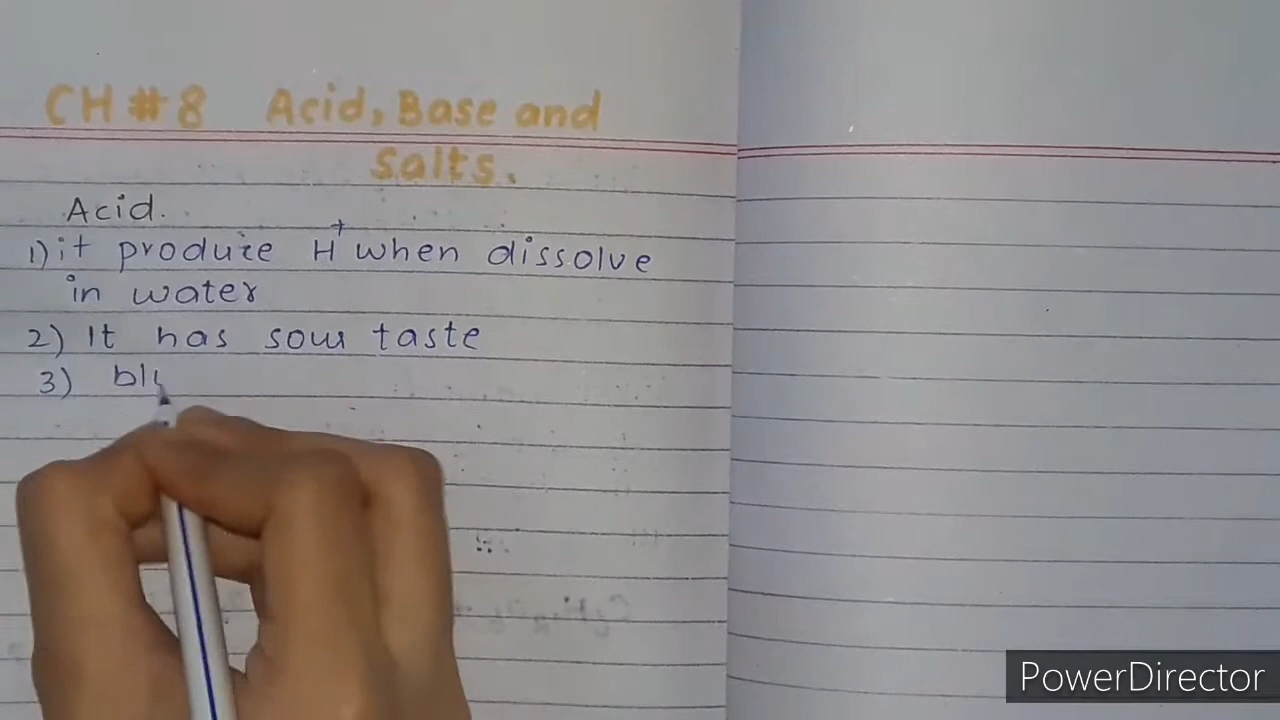 CH # 8 Acid, Base and
Salts.
Acid.
1) it produce H+ when dissolve
in water
2) It has sour taste
3) blu
PowerDirector